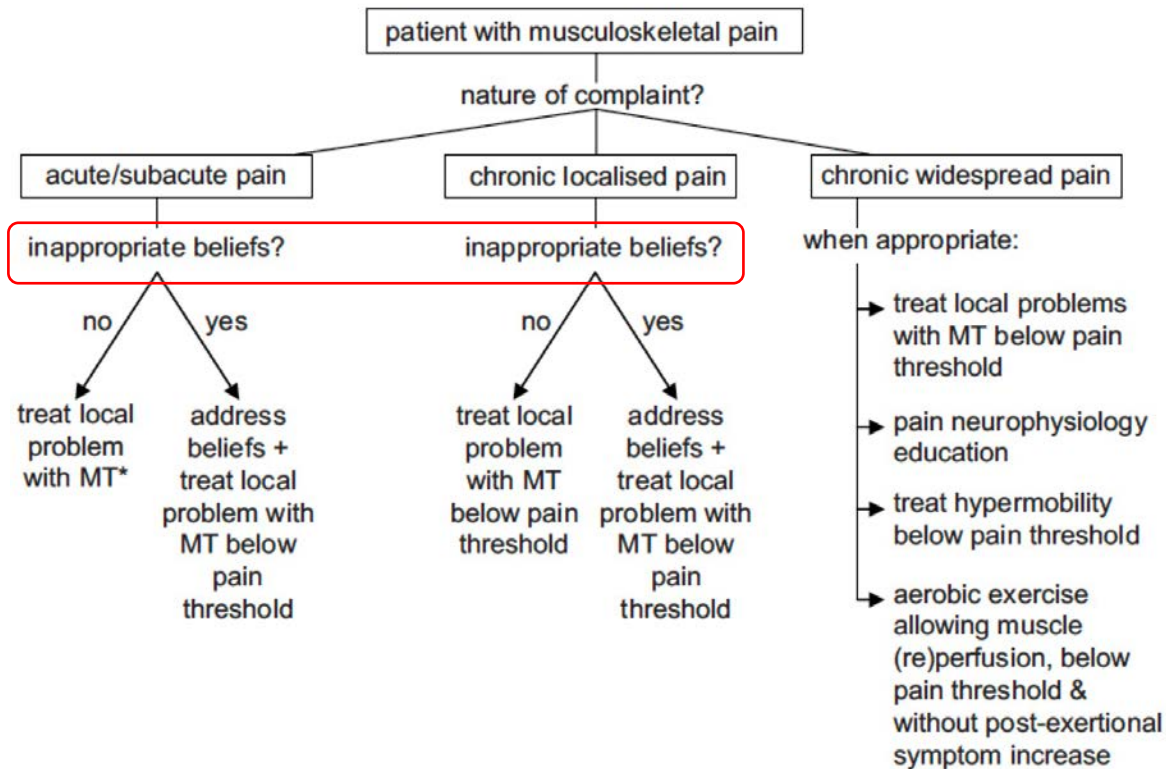 patient with musculoskeletal pain
nature of complaint?
acute/subacute pain
chronic localised pain
chronic widespread pain
inappropriate beliefs?
inappropriate beliefs?
when appropriate:
no
yes
no
yes
treat local
problem
with MT*
address
beliefs +
treat local
problem with
MT below
pain
threshold
treat local
problem
with MT
below pain
threshold
address
beliefs +
treat local
problem with
MT below
pain
threshold
treat local problems
with MT below pain
threshold
pain neurophysiology
education
treat hypermobility
below pain threshold
aerobic exercise
allowing muscle
(re)perfusion, below
pain threshold &
without post-exertional
symptom increase